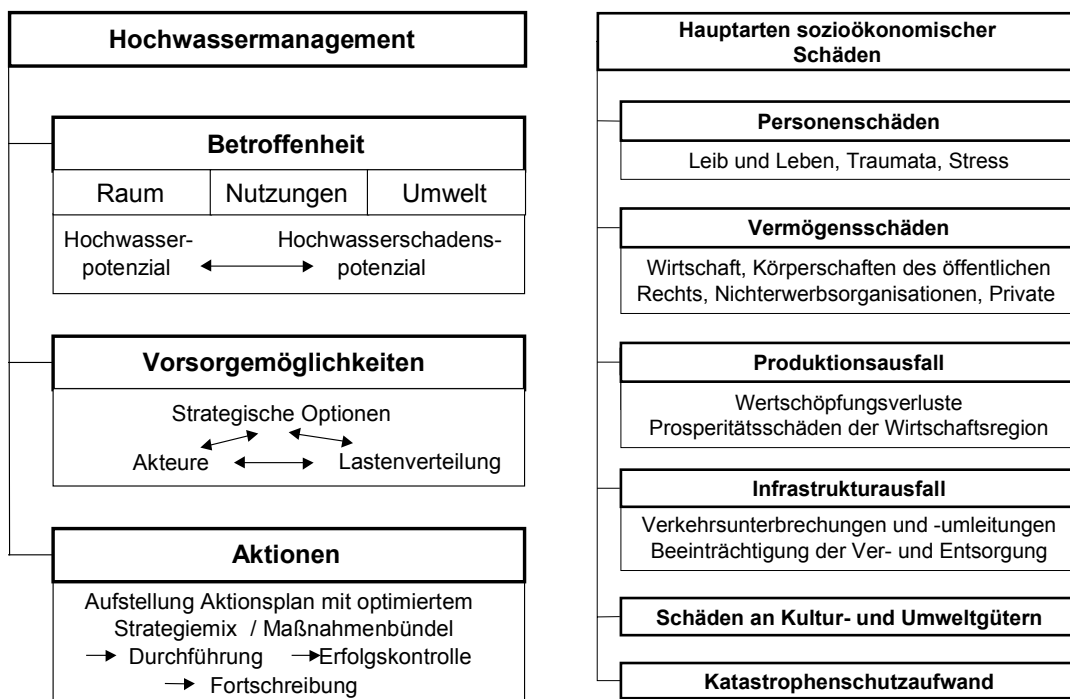 Hochwassermanagement
Betroffenheit
Raum Nutzungen Umwelt
Hochwasser-
potenzial
Hochwasserschadens-
potenzial
Vorsorgemöglichkeiten
Strategische Optionen
Akteure Lastenverteilung
Aktionen
Aufstellung Aktionsplan mit optimiertem
Strategiemix / Maßnahmenbündel
Durchführung Erfolgskontrolle
Fortschreibung
Hauptarten sozioökonomischer
Schäden
Personenschäden
Leib und Leben, Traumata, Stress
Vermögensschäden
Wirtschaft, Körperschaften des öffentlichen
Rechts, Nichterwerbsorganisationen, Private
Produktionsausfall
Wertschöpfungsverluste
Prosperitätsschäden der Wirtschaftsregion
Infrastrukturausfall
Verkehrsunterbrechungen und -umleitungen
Beeinträchtigung der Ver- und Entsorgung
Schäden an Kultur- und Umweltgütern
Katastrophenschutzaufwand